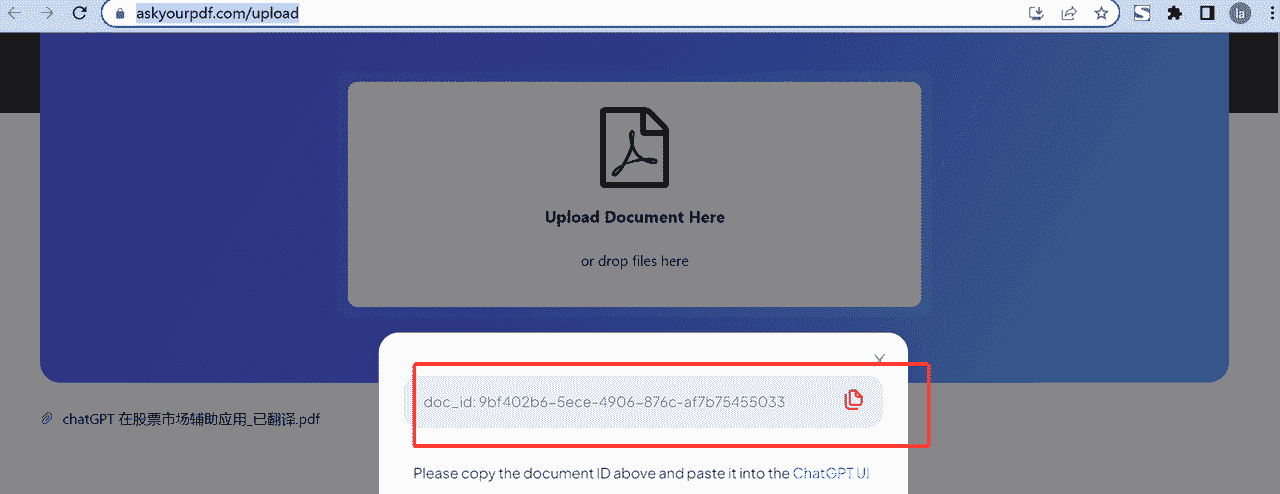 askyourpdf.com/upload
la
Upload Document Here
or drop files here
doc_id: 9bf402b6-5ece-4906-876c-af7b75455033
chatGPT 在股票市场辅助应用_已翻译.pdf
Please copy the document ID above and paste it into the ChatGPT UI